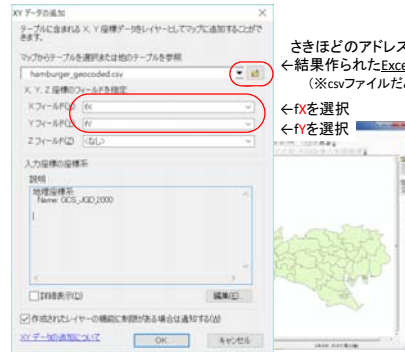 XY データの追加
テーブルに含まれる X、Y 座標データをレイヤーとしてマップに追加することができます。
マップからテーブルを選択または他のテーブルを参照
hamburger_geocoded.csv
X、Y、Z 座標のフィールドを指定
X フィールド(X) fX
Y フィールド(Y) fY
Z フィールド(Z) <なし>
入力座標の座標系
説明
地理座標系
Name: GCS_JGD_2000
詳細表示(D)
編集(E)...
作成されたレイヤーの機能に制限がある場合は通知する(W)
XY データの追加について
OK
キャンセル
さきほどのアドレス
←結果作られたExce
(※csvファイルだ
←fXを選択
←fYを選択